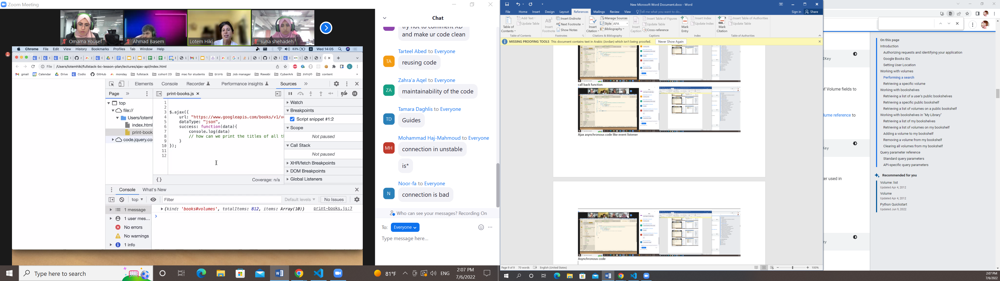 Zoom Meeting
Omama Yousef
Ahmad Basem
Lotem Hiki
suha shehadeh
Recording
Chrome File Edit View History Bookmarks Profiles Tab Window Help
83%
Wed 14:05
File /Users/lotemhiki/fullstack-bc-lesson-plan/lectures/ajax-api/index.html
gmail Calendar Drive Codio GitHub monday fullstack cohort 23 mac for students מיונים Job manager Rawabi CyberArk לקוחות content
Elements Console Recorder Performance insights Sources
Page
print-books.js
top
file://
Users/lotemh
index.html
print-book
code.jquery.co
1
2
3 $.ajax({
4 url: "https://www.googleapis.com/books/v1/v
5 dataType: "json",
6 success: function(data){
7 console.log(data)
8 // how can we print the titles of all th
9 }
10 });
11
12
{}
Coverage: n/a
Watch
Breakpoints
Script snippet #1:2
Scope
Not paused
Call Stack
Not paused
XHR/fetch Breakpoints
DOM Breakpoints
Global Listeners
Console What's New
top
Filter
Default levels
No Issues
1 message
1 user mes...
No errors
No warnings
1 info
{kind: 'books#volumes', totalItems: 812, items: Array(10)}
print-books.js:7
Chat
try not to comment XD
and make ur code clean
Tarteel Abed to Everyone
TA
reusing code
Zahra'a Aqel to Everyone
ZA
maintainability of the code
Tamara Daghlis to Everyone
TD
Guides
Mohammad Haj-Mahmoud to Everyone
MH
connection in unstable
is*
Noor-fa to Everyone
N
connection is bad
Who can see your messages? Recording On
To: Everyone
Type message here...
Type here to search
81°F
ENG
2:07 PM
7/6/2022
New Microsoft Word Document.docx - Word
File Home Insert Design Layout References Mailings Review View Tell me what you want to do...
Sign in Share
Table of Contents
Add Text
Update Table
Table of Contents
AB1
Insert Footnote
Insert Endnote
Next Footnote
Show Notes
Footnotes
Insert Citation
Manage Sources
Style: APA
Bibliography
Citations & Bibliography
Insert Caption
Insert Table of Figures
Update Table
Cross-reference
Captions
Mark Entry
Insert Index
Update Index
Index
Mark Citation
Insert Table of Authorities
Update Table
Table of Authorities
MISSING PROOFING TOOLS This document contains text in Arabic (Jordan) which isn't being proofed.
Never Show Again
call back function
Ajax asynchronous code like event listener
Asynchronous code
Page 9 of 9 70 words English (United States)
100%
Key
of Volume fields to
lume reference to
Key
er used in
ey
On this page
Introduction
Authorizing requests and identifying your application
Google Books IDs
Setting User Location
Working with volumes
Performing a search
Retrieving a specific volume
Working with bookshelves
Retrieving a list of a user's public bookshelves
Retrieving a specific public bookshelf
Retrieving a list of volumes on a public bookshelf
Working with bookshelves in "My Library"
Retrieving a list of my bookshelves
Retrieving a list of volumes on my bookshelf
Adding a volume to my bookshelf
Removing a volume from my bookshelf
Clearing all volumes from my bookshelf
Query parameter reference
Standard query parameters
API-specific query parameters
Recommended for you
Volume: list
Updated Apr 4, 2012
Volume
Updated Apr 4, 2012
Python Quickstart
Updated Jun 9, 2022
2:07 PM
7/6/2022